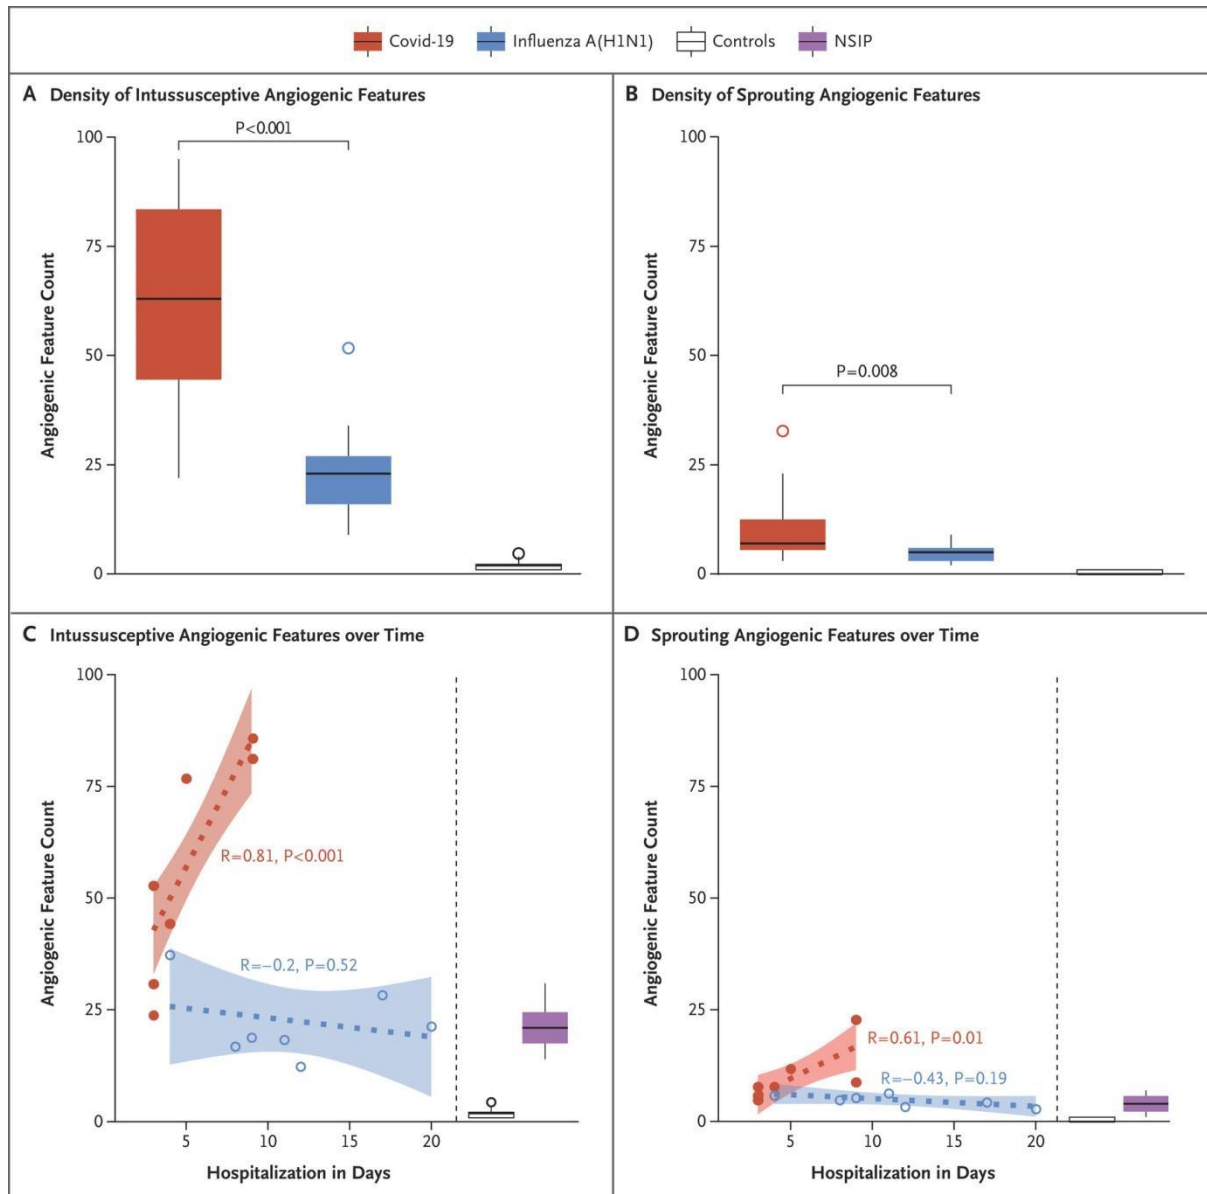 Covid-19 Influenza A(H1N1) Controls NSIP
A Density of Intussusceptive Angiogenic Features
P<0.001
100
75
50
25
0
Angiogenic Feature Count
B Density of Sprouting Angiogenic Features
P=0.008
100
75
50
25
0
Angiogenic Feature Count
C Intussusceptive Angiogenic Features over Time
100
75
50
25
0
Angiogenic Feature Count
R=0.81, P<0.001
R=−0.2, P=0.52
5 10 15 20
Hospitalization in Days
D Sprouting Angiogenic Features over Time
100
75
50
25
0
Angiogenic Feature Count
R=0.61, P=0.01
R=−0.43, P=0.19
5 10 15 20
Hospitalization in Days